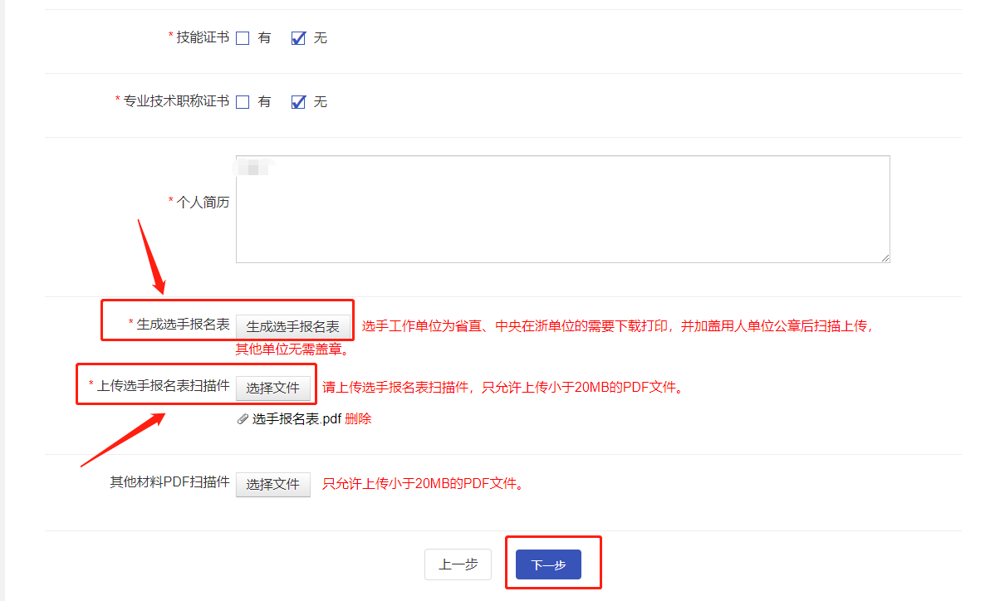 * 技能证书 有 无
* 专业技术职称证书 有 无
* 个人简历
* 生成选手报名表 生成选手报名表 选手工作单位为省直、中央在浙单位的需要下载打印，并加盖用人单位公章后扫描上传，
其他单位无需盖章。
* 上传选手报名表扫描件 选择文件 请上传选手报名表扫描件，只允许上传小于20MB的PDF文件。
选手报名表.pdf 删除
其他材料PDF扫描件 选择文件 只允许上传小于20MB的PDF文件。
上一步 下一步